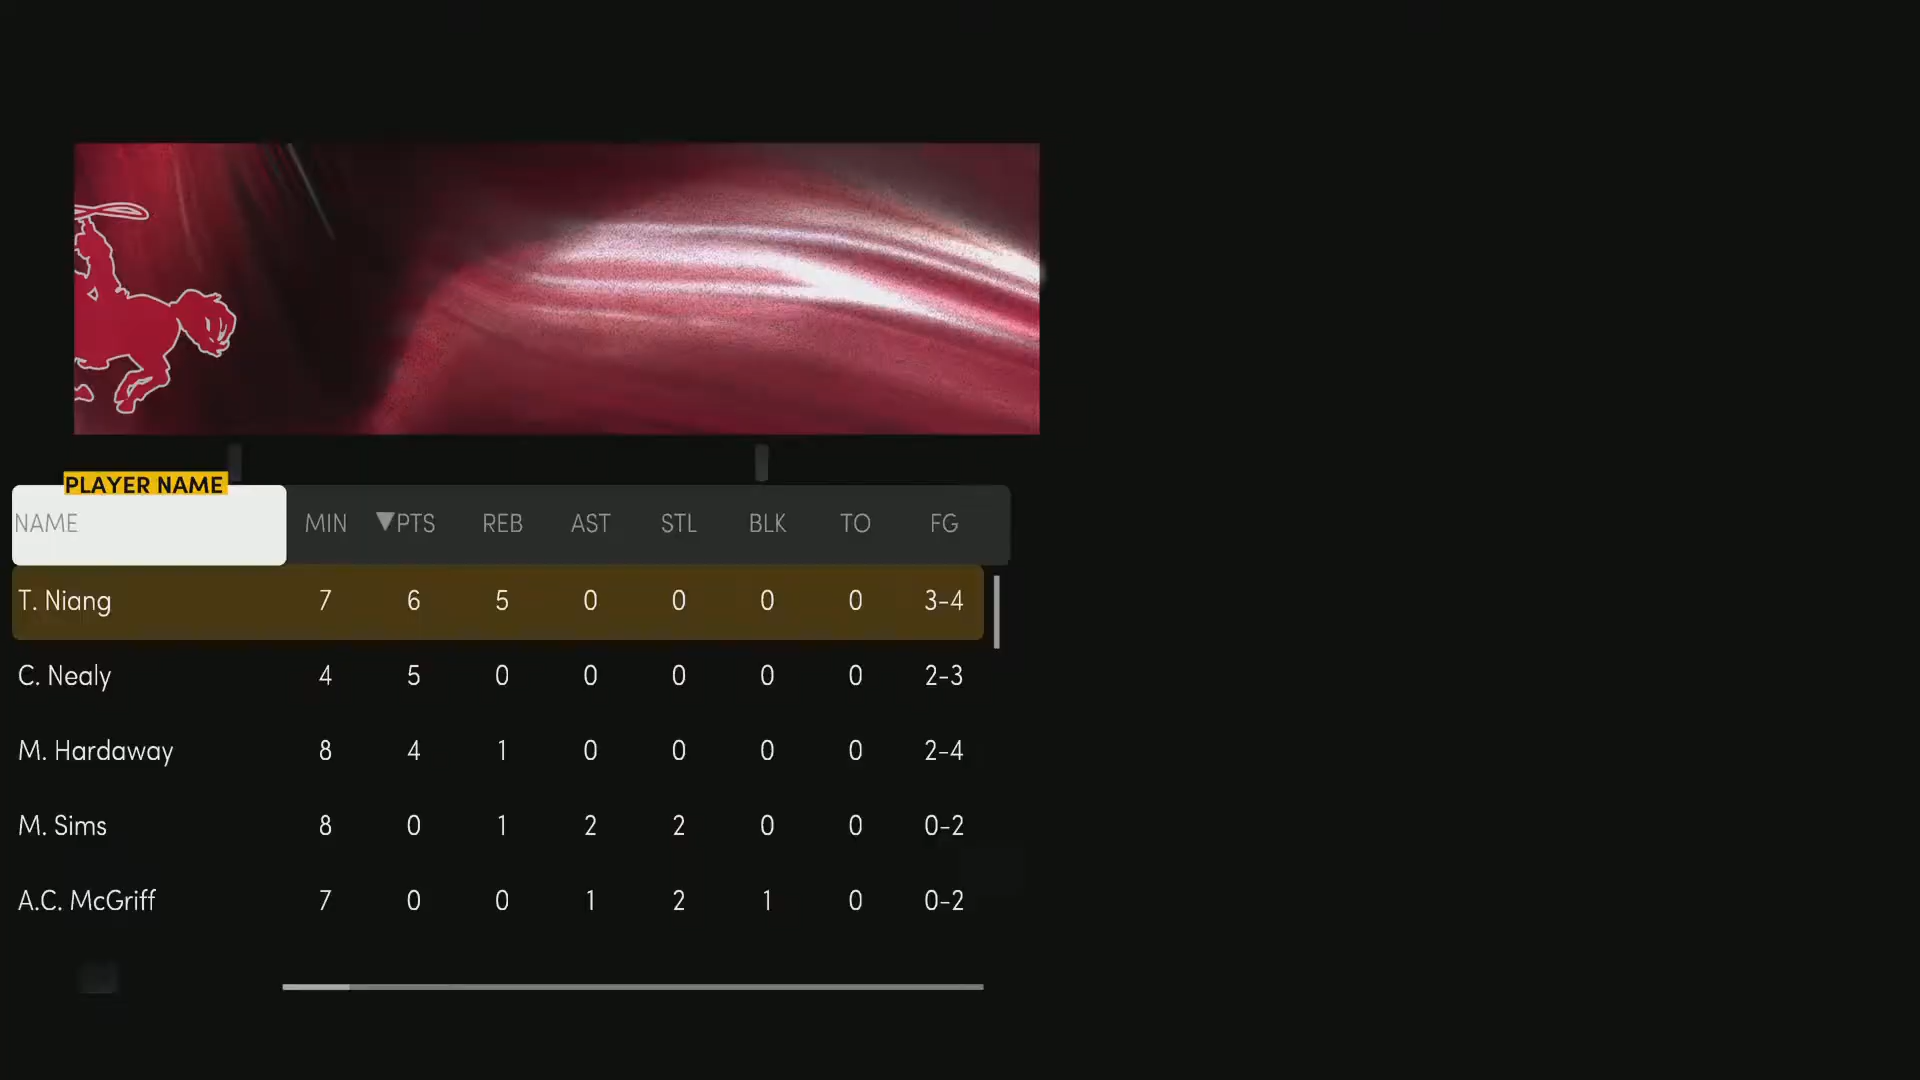 PLAYER NAME
NAME MIN ▼PTS REB AST STL BLK TO FG
T. Niang 7 6 5 0 0 0 0 3-4
C. Nealy 4 5 0 0 0 0 0 2-3
M. Hardaway 8 4 1 0 0 0 0 2-4
M. Sims 8 0 1 2 2 0 0 0-2
A.C. McGriff 7 0 0 1 2 1 0 0-2